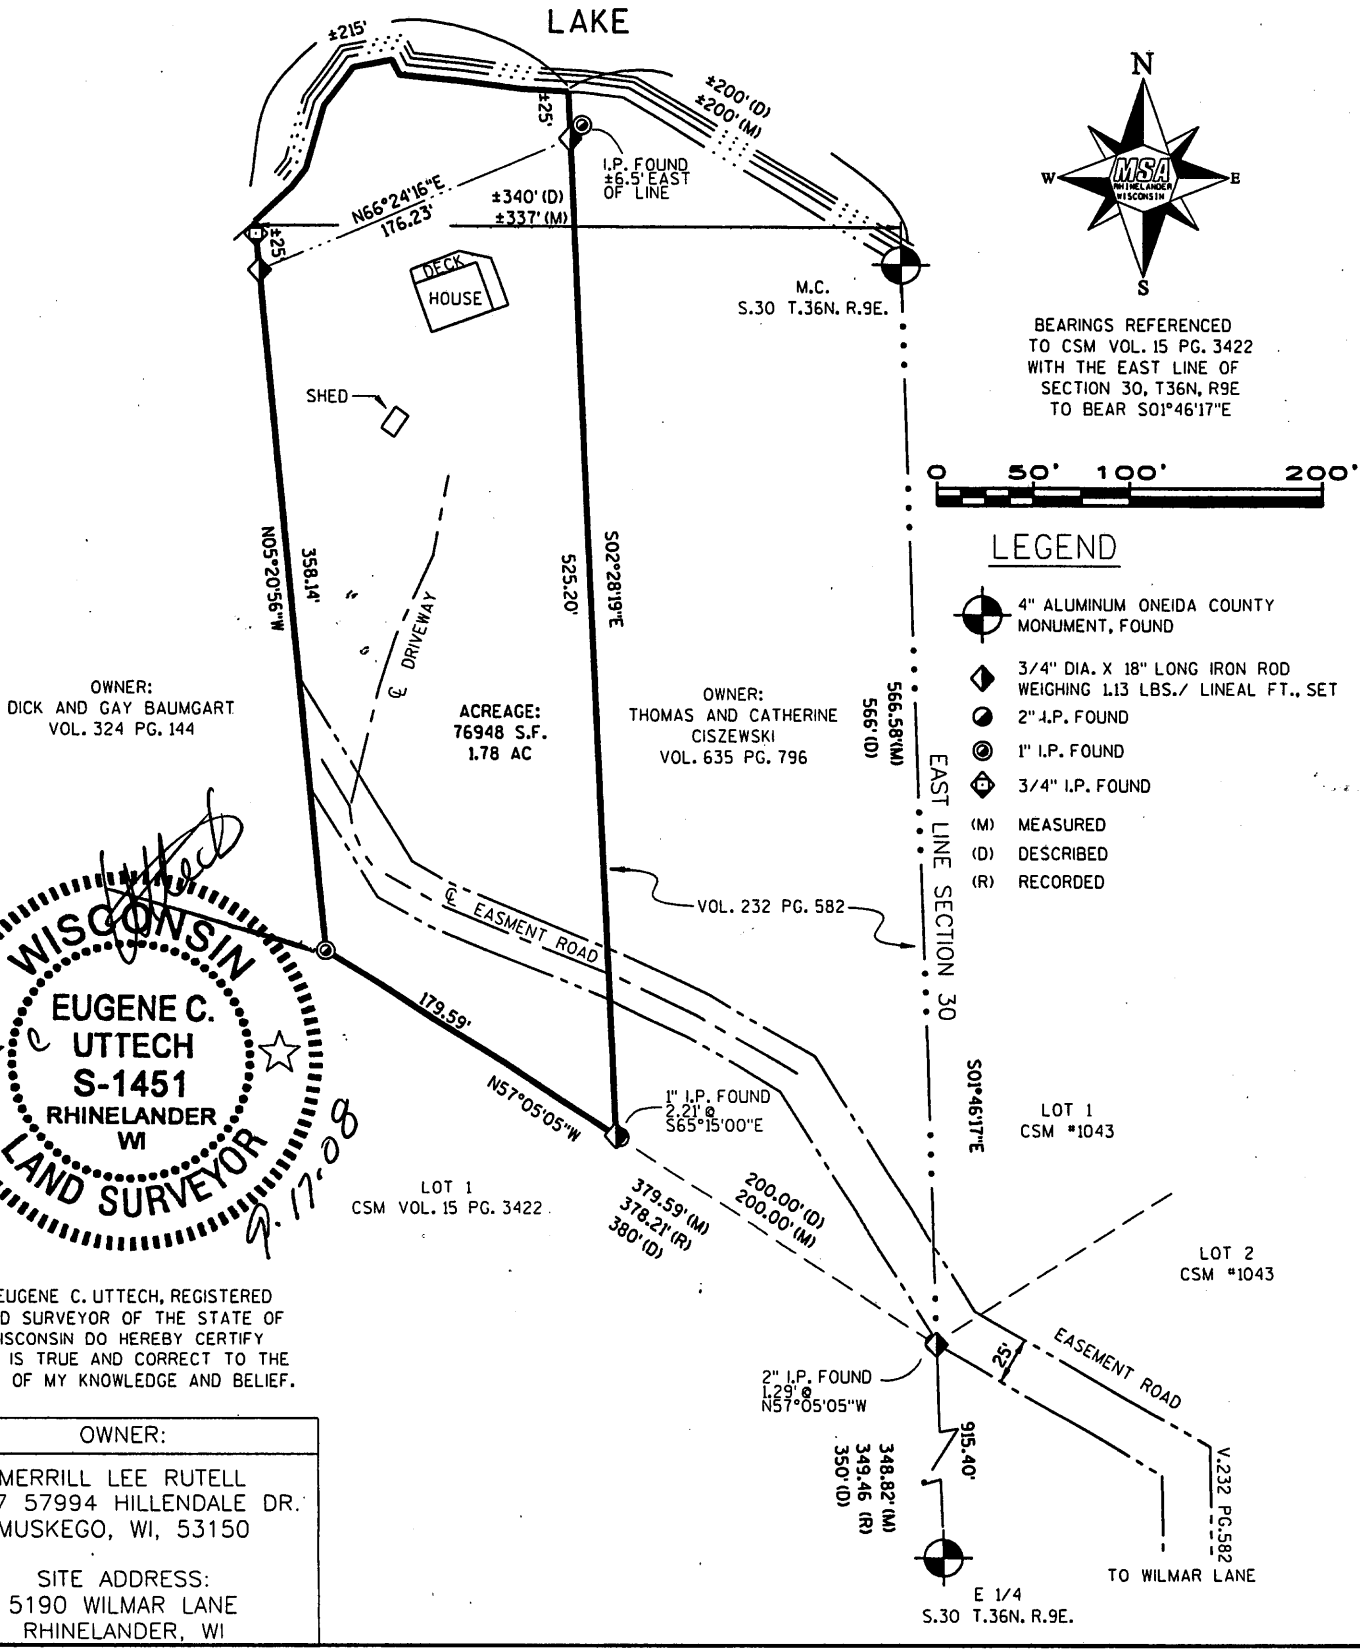 LAKE
±215'
±25'
±200' (D)
±200' (M)
I.P. FOUND
±6.5' EAST
OF LINE
N66°24'16"E
176.23'
±340' (D)
±337' (M)
±25'
DECK
HOUSE
M.C.
S.30 T.36N. R.9E.
N
W
E
S
MSA
RHINELANDER
WISCONSIN
BEARINGS REFERENCED
TO CSM VOL. 15 PG. 3422
WITH THE EAST LINE OF
SECTION 30, T36N, R9E
TO BEAR S01°46'17"E
0 50' 100' 200'
SHED
LEGEND
4" ALUMINUM ONEIDA COUNTY
MONUMENT, FOUND
3/4" DIA. X 18" LONG IRON ROD
WEIGHING 1.13 LBS./ LINEAL FT., SET
2" I.P. FOUND
1" I.P. FOUND
3/4" I.P. FOUND
(M) MEASURED
(D) DESCRIBED
(R) RECORDED
N05°20'56"W
358.14'
S02°28'19"E
525.20'
℄ DRIVEWAY
OWNER:
DICK AND GAY BAUMGART
VOL. 324 PG. 144
ACREAGE:
76948 S.F.
1.78 AC
OWNER:
THOMAS AND CATHERINE
CISZEWSKI
VOL. 635 PG. 796
566.58'(M)
566' (D)
EAST LINE SECTION 30
VOL. 232 PG. 582
℄ EASMENT ROAD
Uttech
WISCONSIN
EUGENE C.
UTTECH
S-1451
RHINELANDER
WI
LAND SURVEYOR
9.17.08
179.59'
N57°05'05"W
1" I.P. FOUND
2.21' @
S65°15'00"E
S01°46'17"E
LOT 1
CSM #1043
LOT 1
CSM VOL. 15 PG. 3422
379.59' (M)
378.21' (R)
380' (D)
200.00' (D)
200.00' (M)
LOT 2
CSM #1043
EUGENE C. UTTECH, REGISTERED
D SURVEYOR OF THE STATE OF
ISCONSIN DO HEREBY CERTIFY
IS TRUE AND CORRECT TO THE
OF MY KNOWLEDGE AND BELIEF.
25'
EASEMENT ROAD
2" I.P. FOUND
1.29' @
N57°05'05"W
915.40'
348.82' (M)
349.46 (R)
350' (D)
V.232 PG.582
TO WILMAR LANE
E 1/4
S.30 T.36N. R.9E.
OWNER:
MERRILL LEE RUTELL
7 57994 HILLENDALE DR.
MUSKEGO, WI, 53150
SITE ADDRESS:
5190 WILMAR LANE
RHINELANDER, WI